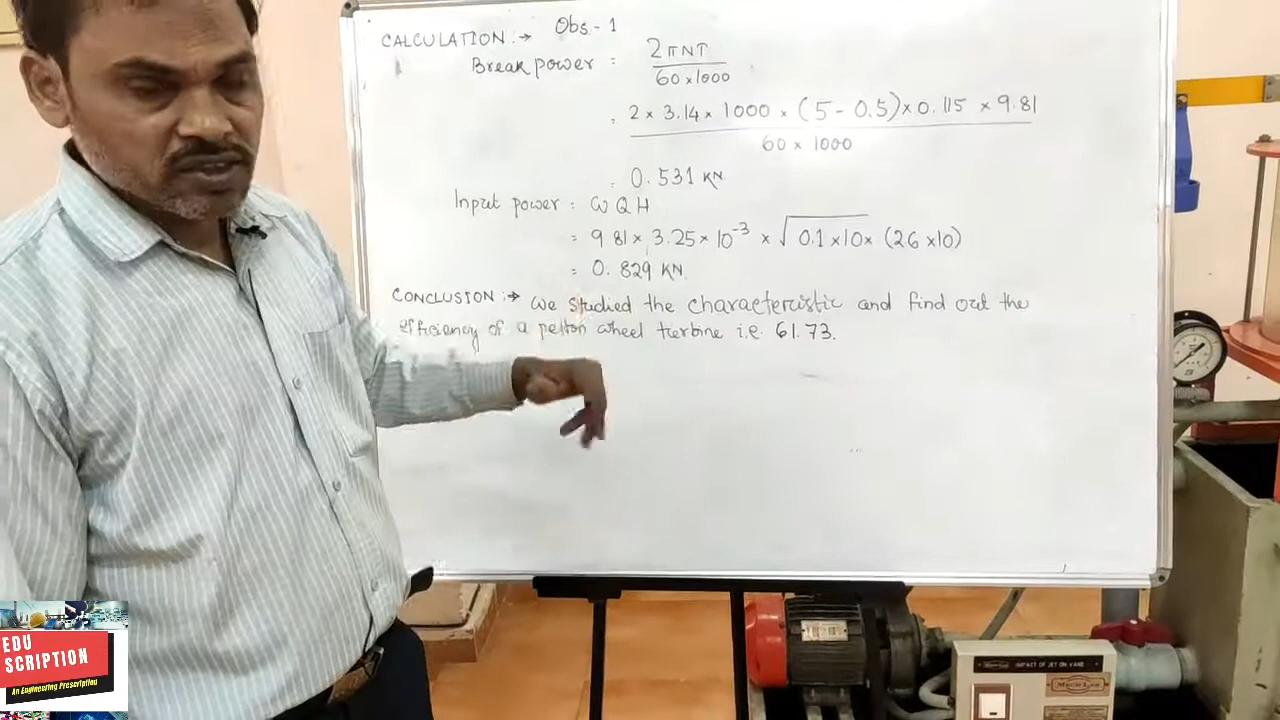 CALCULATION :→ Obs - 1
Break power = 2πNT / 60 x 1000
= 2 x 3.14 x 1000 x (5 - 0.5) x 0.115 x 9.81 / 60 x 1000
= 0.531 KN
Input power = ω Q H
= 9.81 x 3.25 x 10⁻³ x √0.1 x 10 x (26 x 10)
= 0.829 KN
CONCLUSION :→ we studied the characteristic and find out the
efficiency of a pelton wheel turbine i.e. 61.73.
EDU
SCRIPTION
An Engineering Prescription
IMPACT OF JET ON VANE